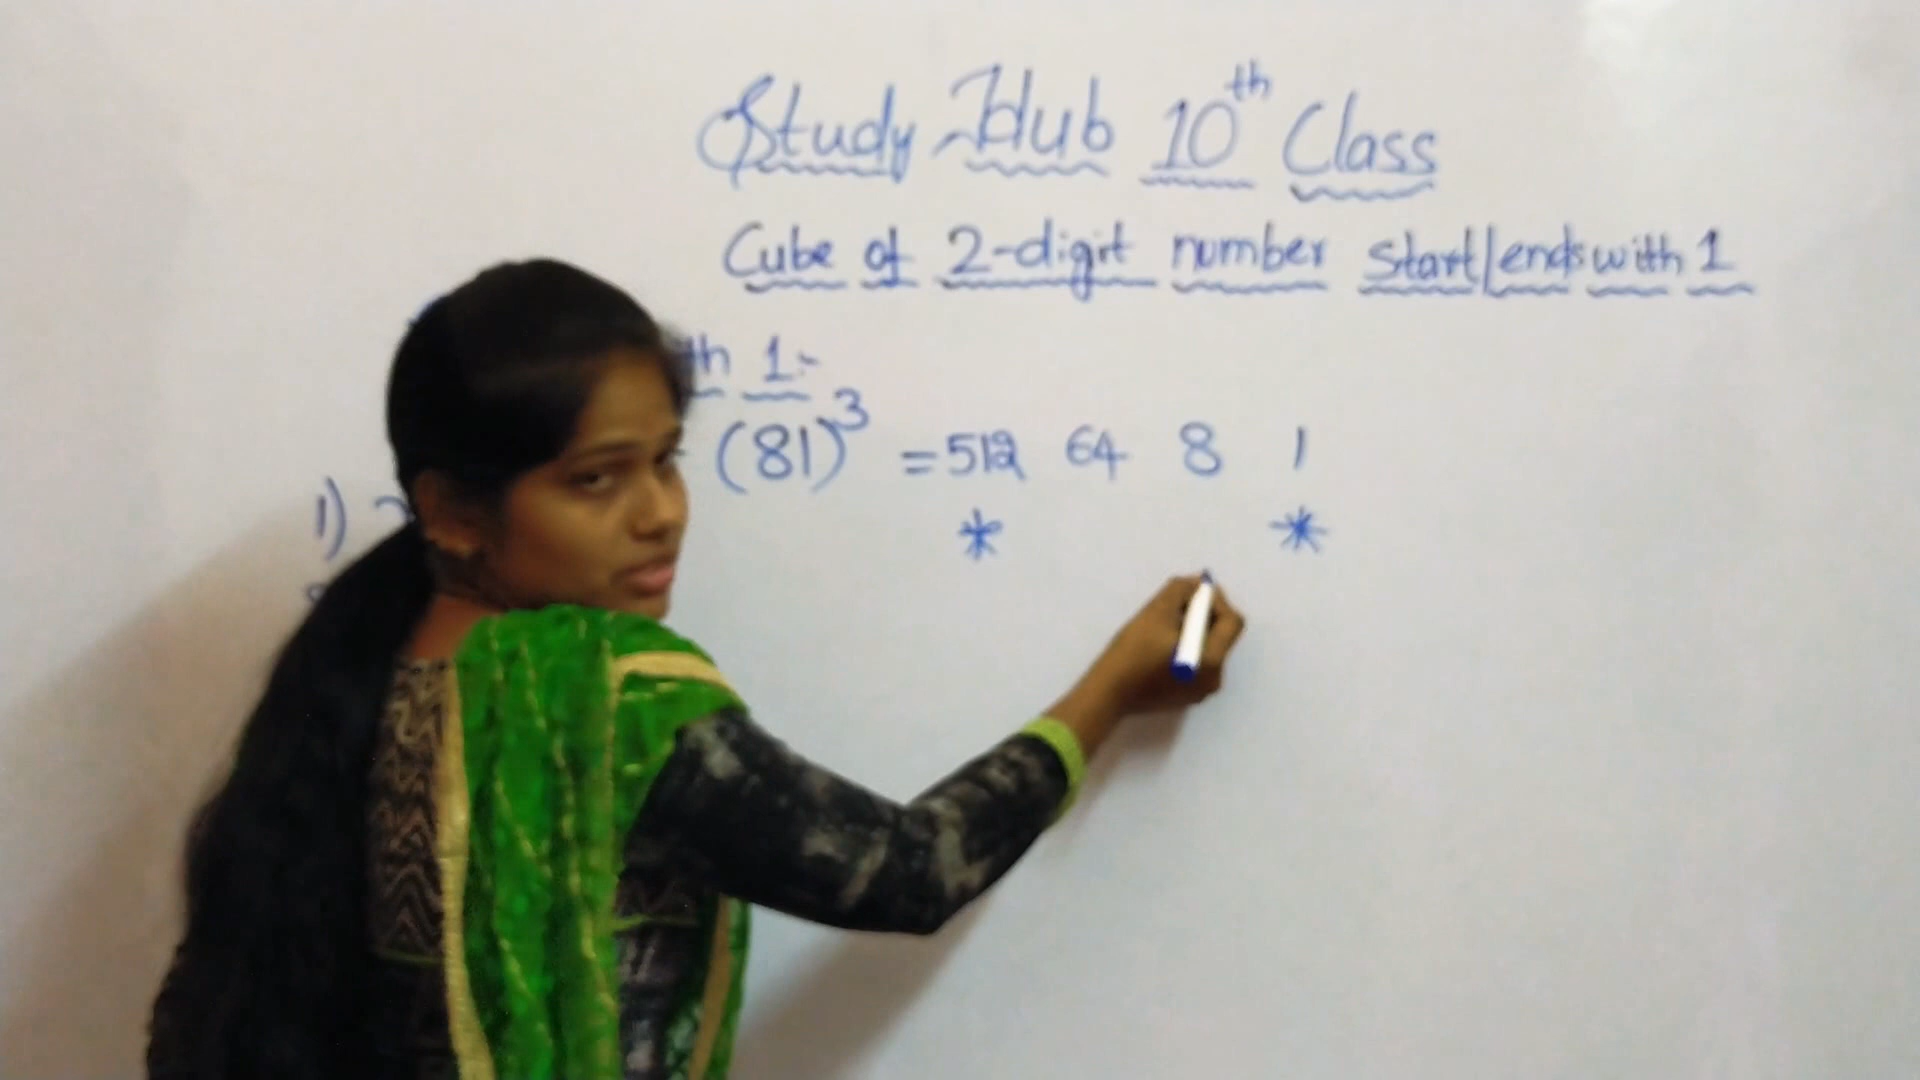 Study Hub 10th Class
Cube of 2-digit number start/ends with 1
th 1:-
(81)³ = 512 64 8 1
* *
1)